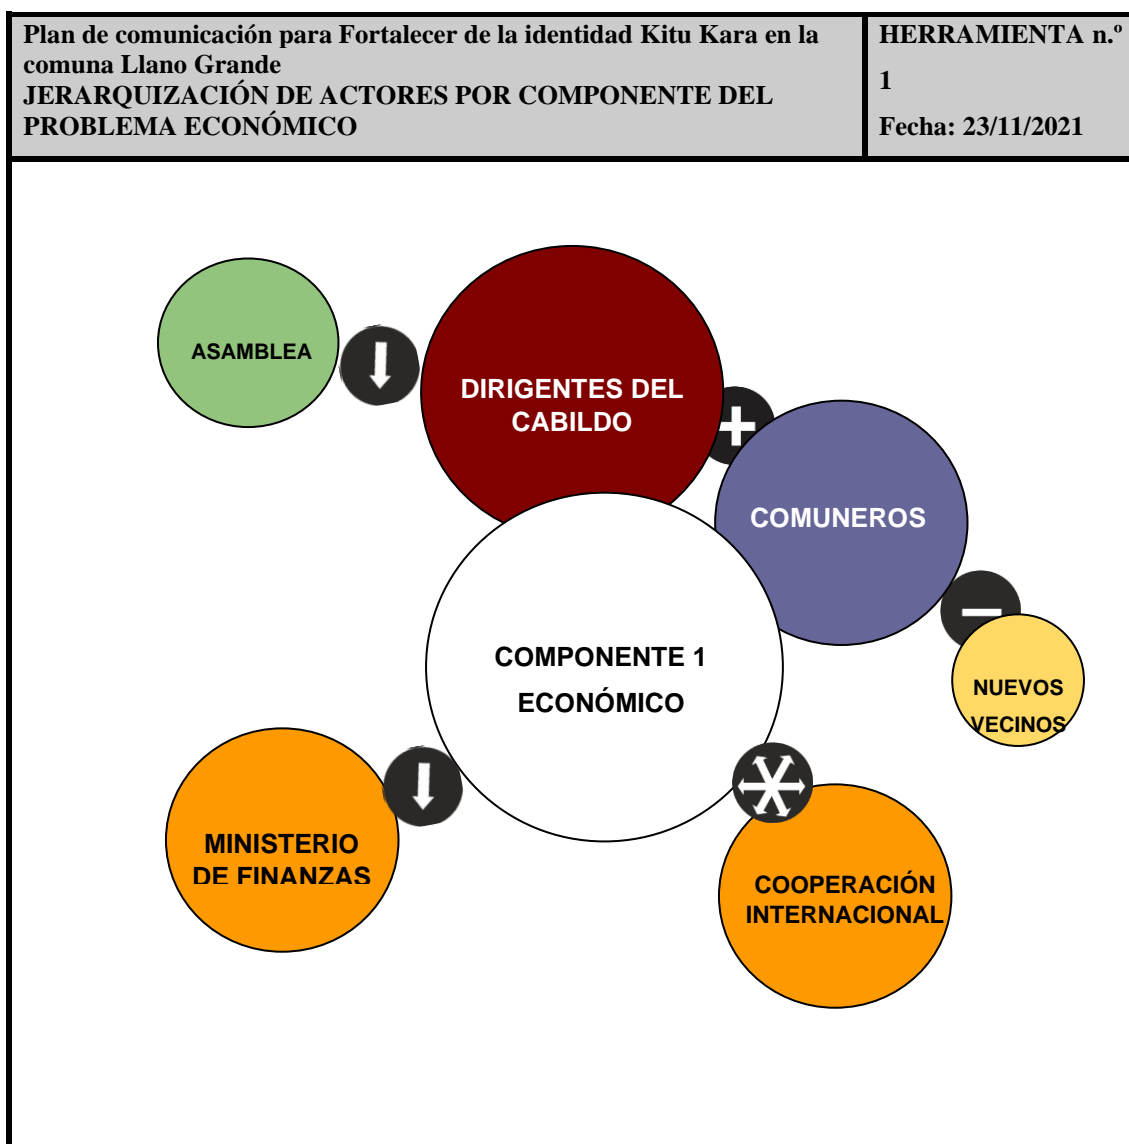 Plan de comunicación para Fortalecer de la identidad Kitu Kara en la
comuna Llano Grande
JERARQUIZACIÓN DE ACTORES POR COMPONENTE DEL
PROBLEMA ECONÓMICO
HERRAMIENTA n.º
1
Fecha: 23/11/2021
ASAMBLEA
DIRIGENTES DEL
CABILDO
COMUNEROS
COMPONENTE 1
ECONÓMICO
NUEVOS
VECINOS
MINISTERIO
DE FINANZAS
COOPERACIÓN
INTERNACIONAL